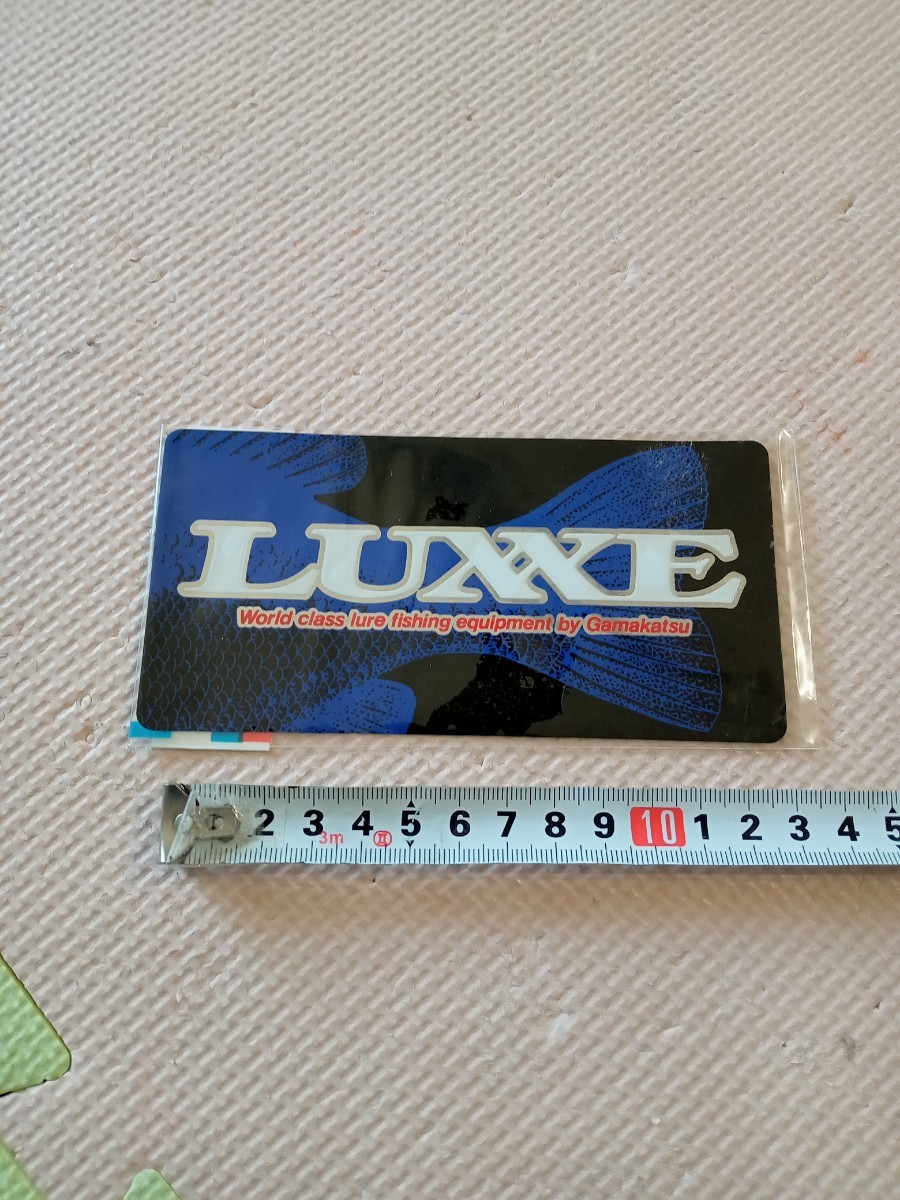 LUXXE
World class lure fishing equipment by Gamakatsu
2 3 4 5 6 7 8 9 10 1 2 3 4 5
3m